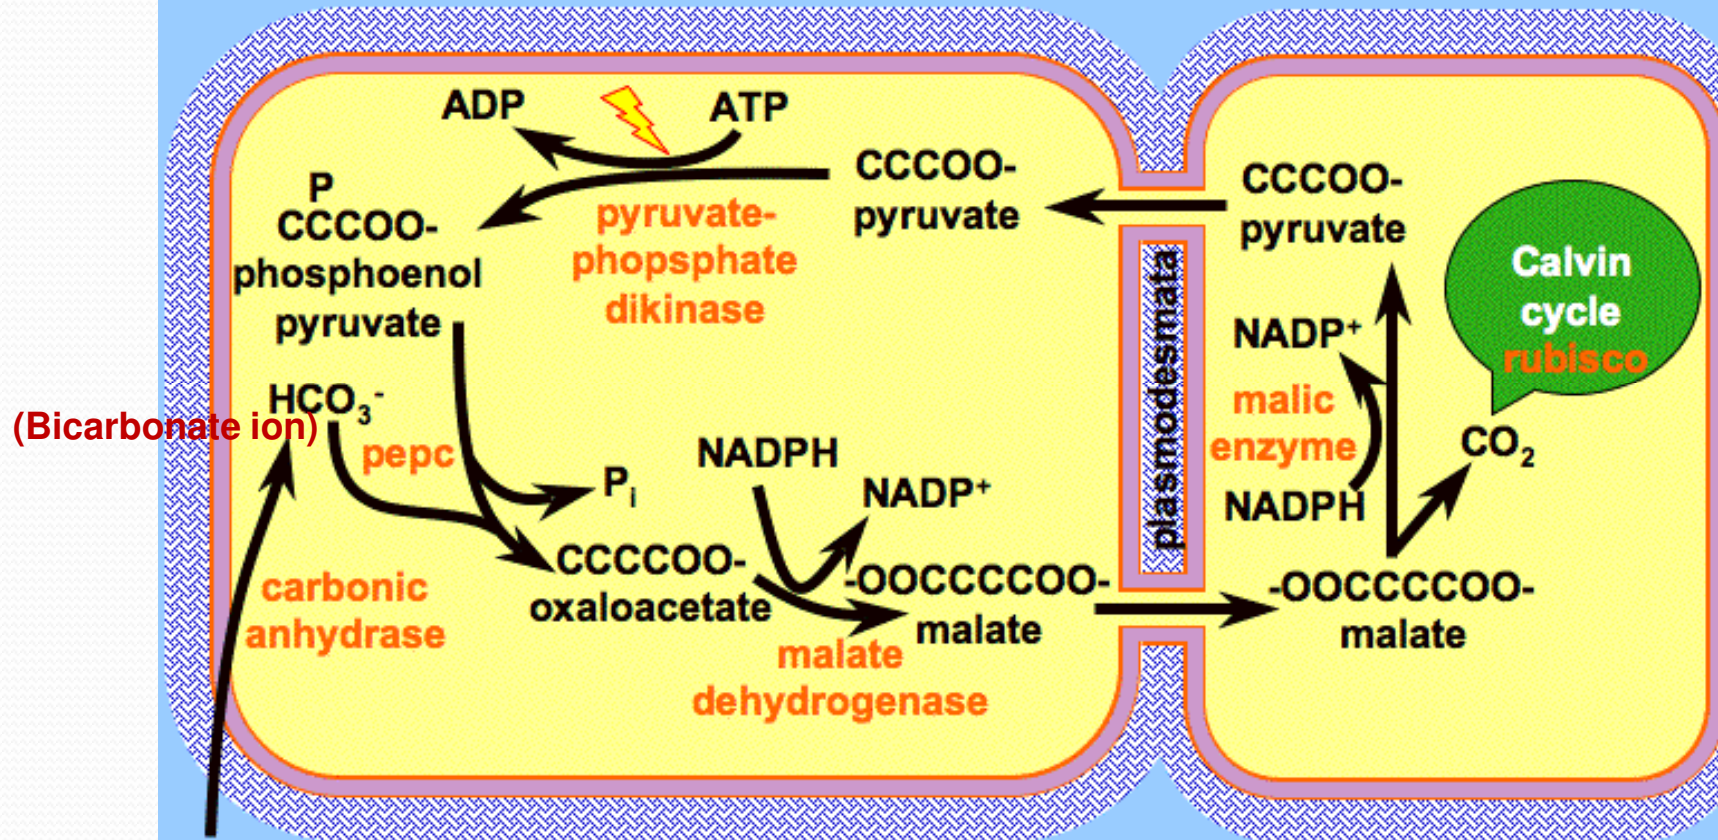 ADP
ATP
P
CCCOO-
phosphoenol
pyruvate
pyruvate-
phopsphate
dikinase
CCCOO-
pyruvate
CCCOO-
pyruvate
Calvin
cycle
rubisco
plasmodesmata
NADP+
malic
enzyme
NADPH
CO2
HCO3-
(Bicarbonate ion)
pepc
Pi
NADPH
NADP+
carbonic
anhydrase
CCCCOO-
oxaloacetate
-OOCCCCOO-
malate
malate
dehydrogenase
-OOCCCCOO-
malate